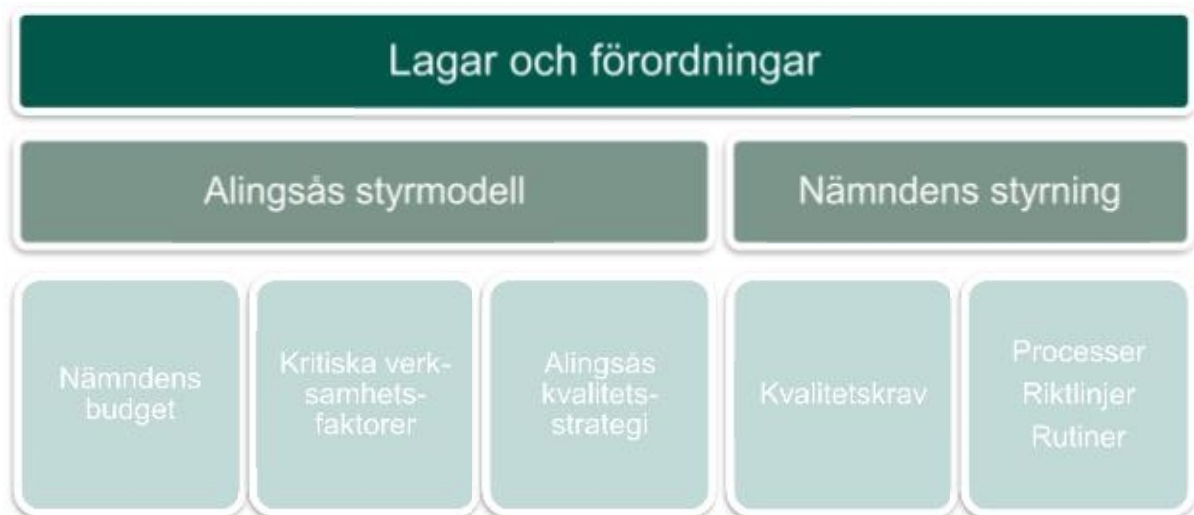 Lagar och förordningar
Alingsås styrmodell
Nämndens styrning
Nämndens
budget
Kritiska verk-
samhets-
faktorer
Alingsås
kvalitets-
strategi
Kvalitetskrav
Processer
Riktlinjer
Rutiner